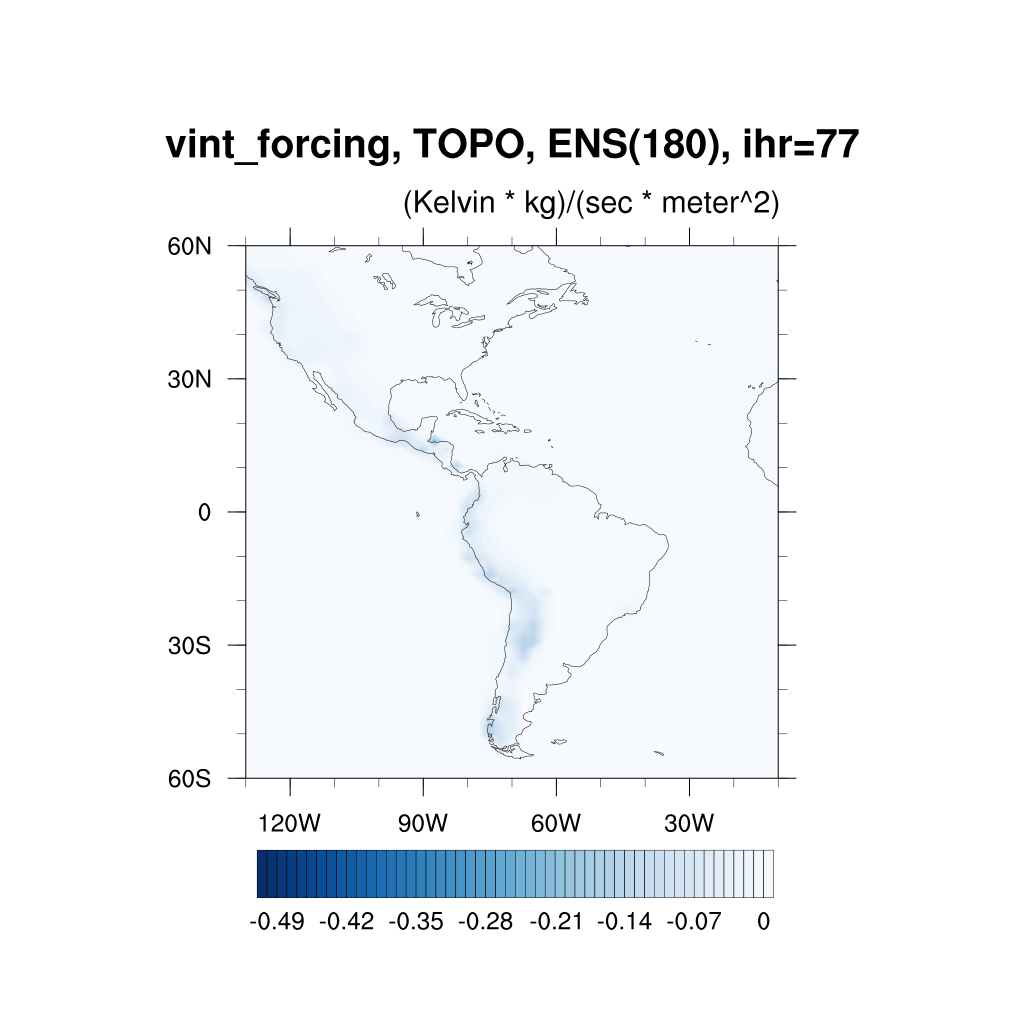 vint_forcing, TOPO, ENS(180), ihr=77
(Kelvin * kg)/(sec * meter^2)
60N
30N
0
30S
60S
120W 90W 60W 30W
-0.49 -0.42 -0.35 -0.28 -0.21 -0.14 -0.07 0